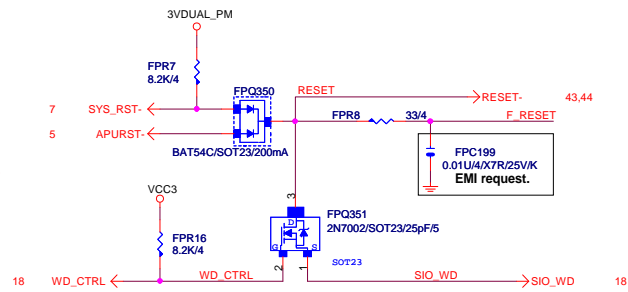 3VDUAL_PM
FPR7
8.2K/4
FPQ350
RESET
7 SYS_RST-
RESET- 43,44
FPR8 33/4 F_RESET
5 APURST-
BAT54C/SOT23/200mA
FPC199
0.01U/4/X7R/25V/K
EMI request.
VCC3
3
FPQ351
2N7002/SOT23/25pF/5
D
G S
FPR16
8.2K/4
SOT23
2 1
18 WD_CTRL WD_CTRL SIO_WD SIO_WD 18